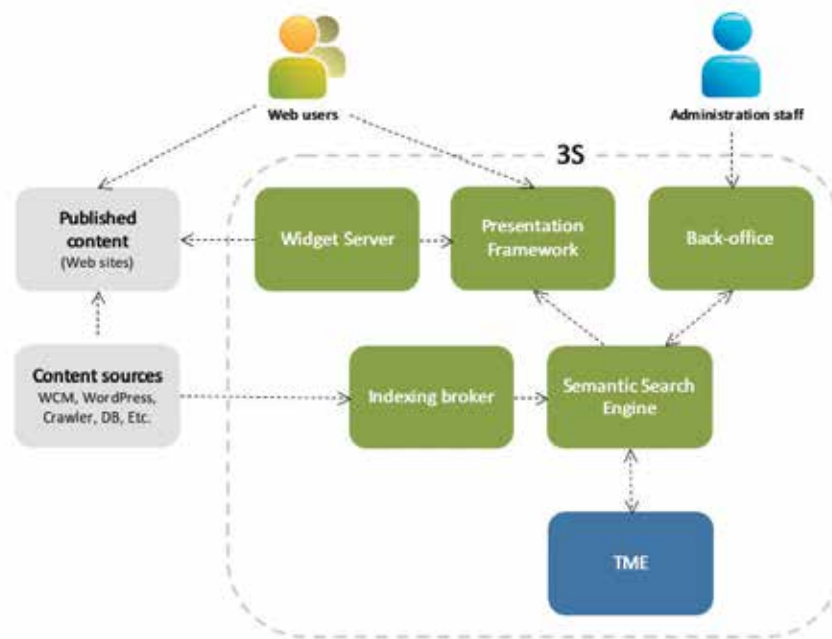 Web users
Administration staff
3S
Published
content
(Web sites)
Widget Server
Presentation
Framework
Back-office
Content sources
WCM, WordPress,
Crawler, DB, Etc.
Indexing broker
Semantic Search
Engine
TME